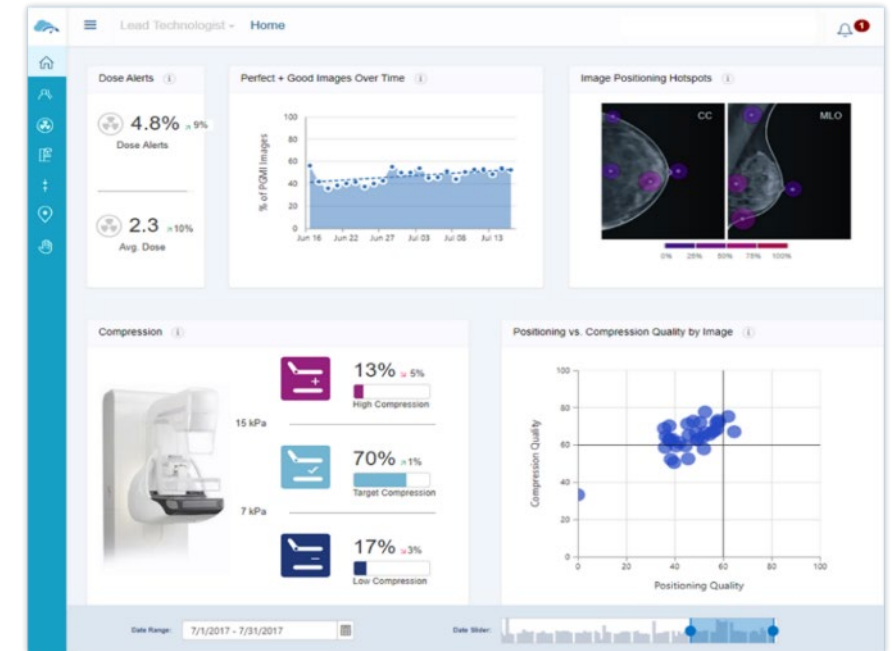 Lead Technologist
Home
1
Dose Alerts
4.8% 9%
Dose Alerts
2.3 10%
Avg. Dose
Perfect + Good Images Over Time
% of PGMI Images
100
80
60
40
20
0
Jun 16 Jun 22 Jun 27 Jul 03 Jul 08 Jul 13
Image Positioning Hotspots
CC
MLO
0% 25% 50% 75% 100%
Compression
15 kPa
7 kPa
13% 5%
High Compression
70% 1%
Target Compression
17% 3%
Low Compression
Positioning vs. Compression Quality by Image
Compression Quality
100
80
60
40
20
0
0 20 40 60 80 100
Positioning Quality
Date Range: 7/1/2017 - 7/31/2017
Date Slider: